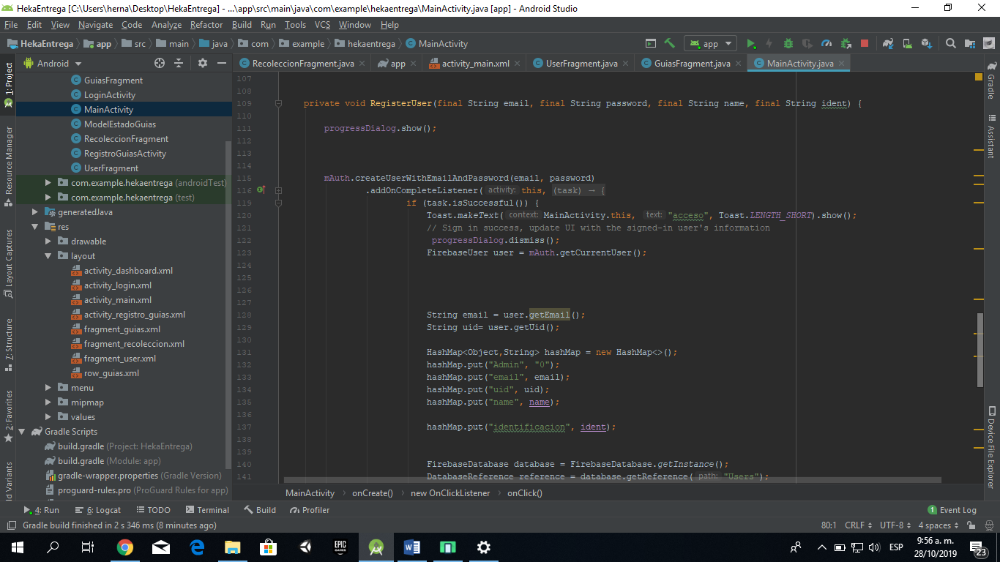 HekaEntrega [C:\Users\herna\Desktop\HekaEntrega] - ...\app\src\main\java\com\example\hekaentrega\MainActivity.java [app] - Android Studio
File Edit View Navigate Code Analyze Refactor Build Run Tools VCS Window Help
HekaEntrega app src main java com example hekaentrega MainActivity app
Android
RecoleccionFragment.java app activity_main.xml UserFragment.java GuiasFragment.java MainActivity.java
1: Project
Resource Manager
Layout Captures
7: Structure
2: Favorites
ld Variants
GuiasFragment
LoginActivity
MainActivity
ModelEstadoGuias
RecoleccionFragment
RegistroGuiasActivity
UserFragment
com.example.hekaentrega (androidTest)
com.example.hekaentrega (test)
generatedJava
res
drawable
layout
activity_dashboard.xml
activity_login.xml
activity_main.xml
activity_registro_guias.xml
fragment_guias.xml
fragment_recoleccion.xml
fragment_user.xml
row_guias.xml
menu
mipmap
values
Gradle Scripts
build.gradle (Project: HekaEntrega)
build.gradle (Module: app)
gradle-wrapper.properties (Gradle Version)
proguard-rules.pro (ProGuard Rules for app)
107
108
109 private void RegisterUser(final String email, final String password, final String name, final String ident) {
110
111 progressDialog.show();
112
113
114
115 mAuth.createUserWithEmailAndPassword(email, password)
116 .addOnCompleteListener( activity: this, (task) → {
119 if (task.isSuccessful()) {
120 Toast.makeText( context: MainActivity.this, text: "acceso", Toast.LENGTH_SHORT).show();
121 // Sign in success, update UI with the signed-in user's information
122 progressDialog.dismiss();
123 FirebaseUser user = mAuth.getCurrentUser();
124
125
126
127
128 String email = user.getEmail();
129 String uid= user.getUid();
130
131 HashMap<Object,String> hashMap = new HashMap<>();
132 hashMap.put("Admin", "0");
133 hashMap.put("email", email);
134 hashMap.put("uid", uid);
135 hashMap.put("name", name);
136
137 hashMap.put("identificacion", ident);
138
139
140 FirebaseDatabase database = FirebaseDatabase.getInstance();
141 DatabaseReference reference = database.getReference( path: "Users");
Gradle
Assistant
Device File Explorer
MainActivity onCreate() new OnClickListener onClick()
4: Run 6: Logcat TODO Terminal Build Profiler 1 Event Log
Gradle build finished in 2 s 346 ms (8 minutes ago) 80:1 CRLF UTF-8 4 spaces
EPIC GAMES
ESP
9:56 a. m.
28/10/2019
23